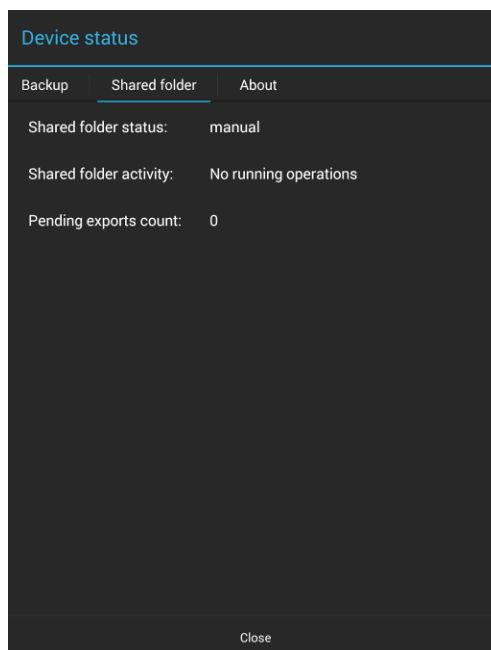 Device status
Backup Shared folder About
Shared folder status: manual
Shared folder activity: No running operations
Pending exports count: 0
Close